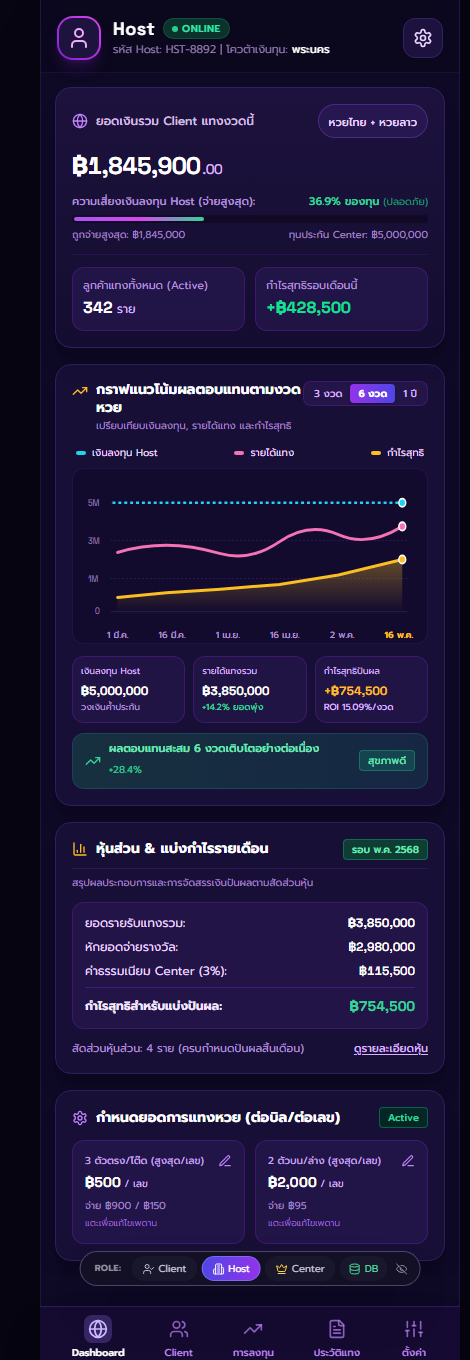 Host ONLINE
รหัส Host: HST-8892 | โควต้าเงินทุน: พระนคร
ยอดเงินรวม Client แทงงวดนี้
หวยไทย + หวยลาว
฿1,845,900.00
ความเสี่ยงเงินลงทุน Host (จ่ายสูงสุด): 36.9% ของทุน (ปลอดภัย)
ถูกจ่ายสูงสุด: ฿1,845,000 ทุนประกัน Center: ฿5,000,000
ลูกค้าแทงทั้งหมด (Active)
342 ราย
กำไรสุทธิรอบเดือนนี้
+฿428,500
กราฟแนวโน้มผลตอบแทนตามงวด
หวย
3 งวด 6 งวด 1 ปี
เปรียบเทียบเงินลงทุน, รายได้แทง และกำไรสุทธิ
เงินลงทุน Host รายได้แทง กำไรสุทธิ
5M
3M
1M
0
1 มี.ค. 16 มี.ค. 1 เม.ย. 16 เม.ย. 2 พ.ค. 16 พ.ค.
เงินลงทุน Host
฿5,000,000
วงเงินค้ำประกัน
รายได้แทงรวม
฿3,850,000
+14.2% ยอดพุ่ง
กำไรสุทธิปันผล
+฿754,500
ROI 15.09%/งวด
ผลตอบแทนสะสม 6 งวดเติบโตอย่างต่อเนื่อง
+28.4%
สุขภาพดี
หุ้นส่วน & แบ่งกำไรรายเดือน
รอบ พ.ค. 2568
สรุปผลประกอบการและการจัดสรรเงินปันผลตามสัดส่วนหุ้น
ยอดรายรับแทงรวม: ฿3,850,000
หักยอดจ่ายรางวัล: ฿2,980,000
ค่าธรรมเนียม Center (3%): ฿115,500
กำไรสุทธิสำหรับแบ่งปันผล: ฿754,500
สัดส่วนหุ้นส่วน: 4 ราย (ครบกำหนดปันผลสิ้นเดือน) ดูรายละเอียดหุ้น
กำหนดยอดการแทงหวย (ต่อบิล/ต่อเลข)
Active
3 ตัวตรง/โต๊ด (สูงสุด/เลข)
฿500 / เลข
จ่าย ฿900 / ฿150
แตะเพื่อแก้ไขเพดาน
2 ตัวบน/ล่าง (สูงสุด/เลข)
฿2,000 / เลข
จ่าย ฿95
แตะเพื่อแก้ไขเพดาน
ROLE: Client Host Center DB
Dashboard Client การลงทุน ประวัติแทง ตั้งค่า